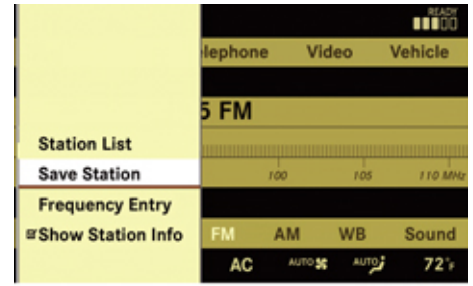 READY
elephone Video Vehicle
5 FM
Station List
Save Station
100 105 110 MHz
Frequency Entry
Show Station Info FM AM WB Sound
AC AUTO AUTO 72°F